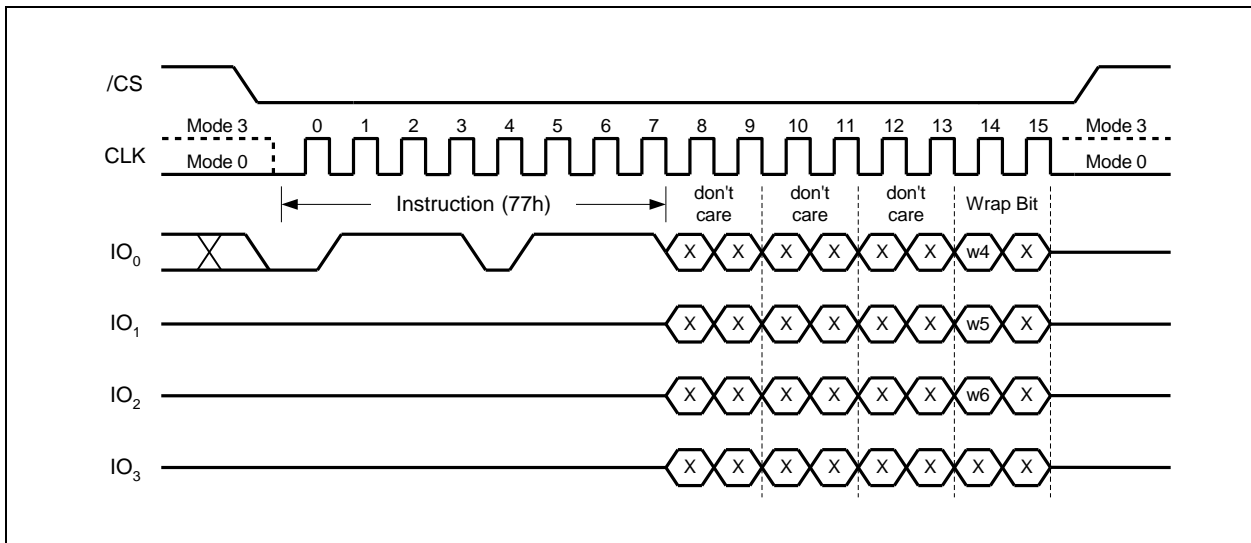 /CS
Mode 3 0 1 2 3 4 5 6 7 8 9 10 11 12 13 14 15 Mode 3
CLK Mode 0 Mode 0
Instruction (77h) don't care don't care don't care Wrap Bit
IO0 X X X X X X w4 X
IO1 X X X X X X w5 X
IO2 X X X X X X w6 X
IO3 X X X X X X X X